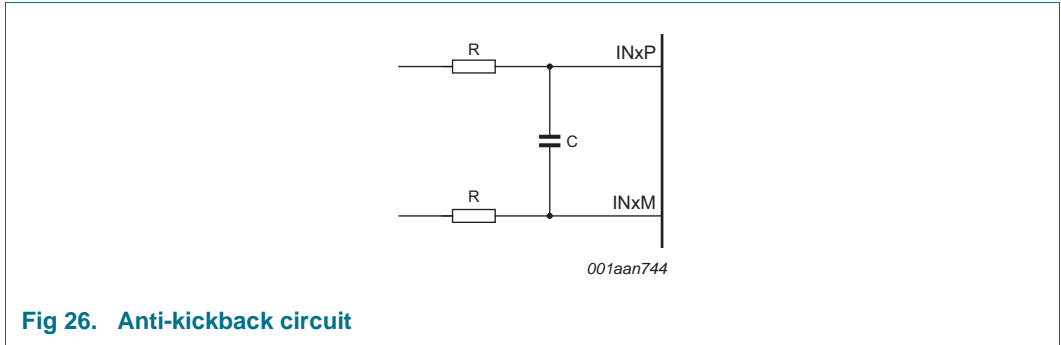 R
INxP
C
R
INxM
001aan744
Fig 26. Anti-kickback circuit